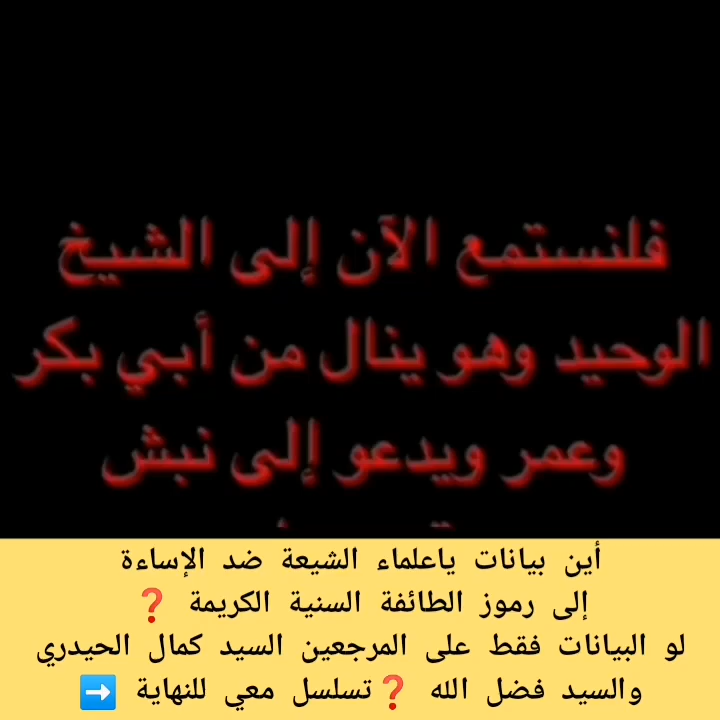 فلنستمع الآن إلى الشيخ
الوحيد وهو ينال من أبي بكر
وعمر ويدعو إلى نبش
أين بيانات ياعلماء الشيعة ضد الإساءة
إلى رموز الطائفة السنية الكريمة ❓
لو البيانات فقط على المرجعين السيد كمال الحيدري
والسيد فضل الله ❓تسلسل معي للنهاية ➡️